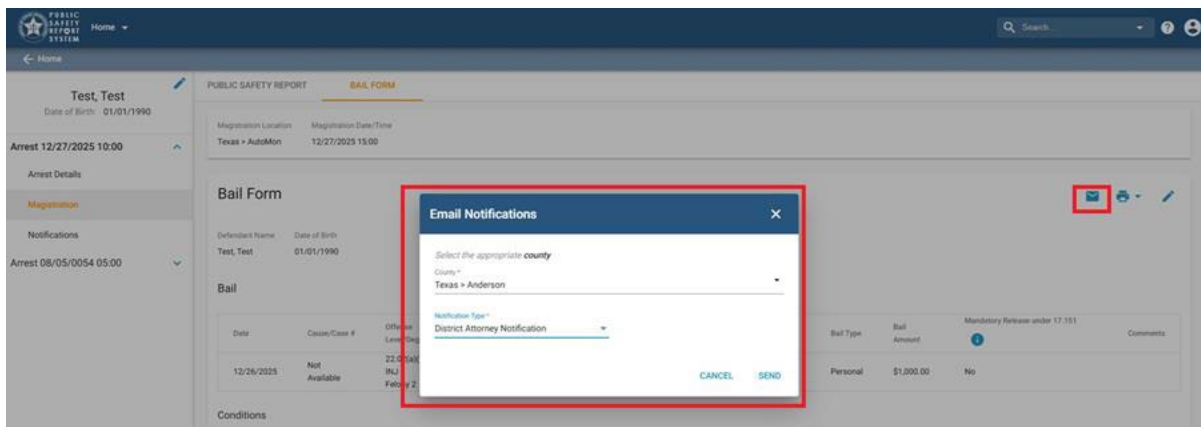 PUBLIC
SAFETY
REPORT
SYSTEM
Home
Search...
Home
Test, Test
Date of Birth: 01/01/1990
Arrest 12/27/2025 10:00
Arrest Details
Magistration
Notifications
Arrest 08/05/0054 05:00
PUBLIC SAFETY REPORT BAIL FORM
Magistration Location Magistration Date/Time
Texas > AutoMon 12/27/2025 15:00
Bail Form
Defendant Name Date of Birth
Test, Test 01/01/1990
Bail
Date Cause/Case # Offense Bail Type Bail Amount Mandatory Release under 17.151 Comments
12/26/2025 Not Available INJ Personal $1,000.00 No
Conditions
Email Notifications
Select the appropriate county
County *
Texas > Anderson
Notification Type *
District Attorney Notification
CANCEL SEND